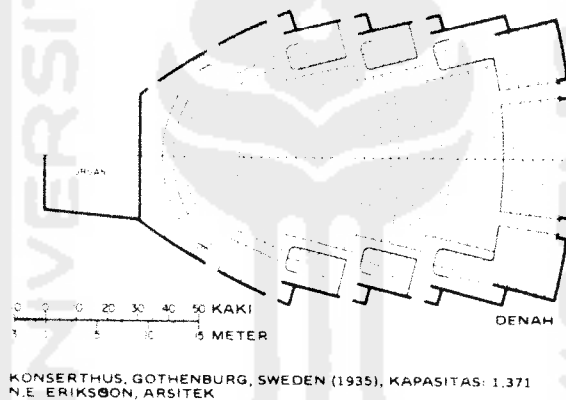 ORGAN
0 10 20 30 40 50 KAKI
5 10 15 METER
DENAH
KONSERTHUS, GOTHENBURG, SWEDEN (1935), KAPASITAS: 1.371
N.E. ERIKSSON, ARSITEK
UNIVERSI